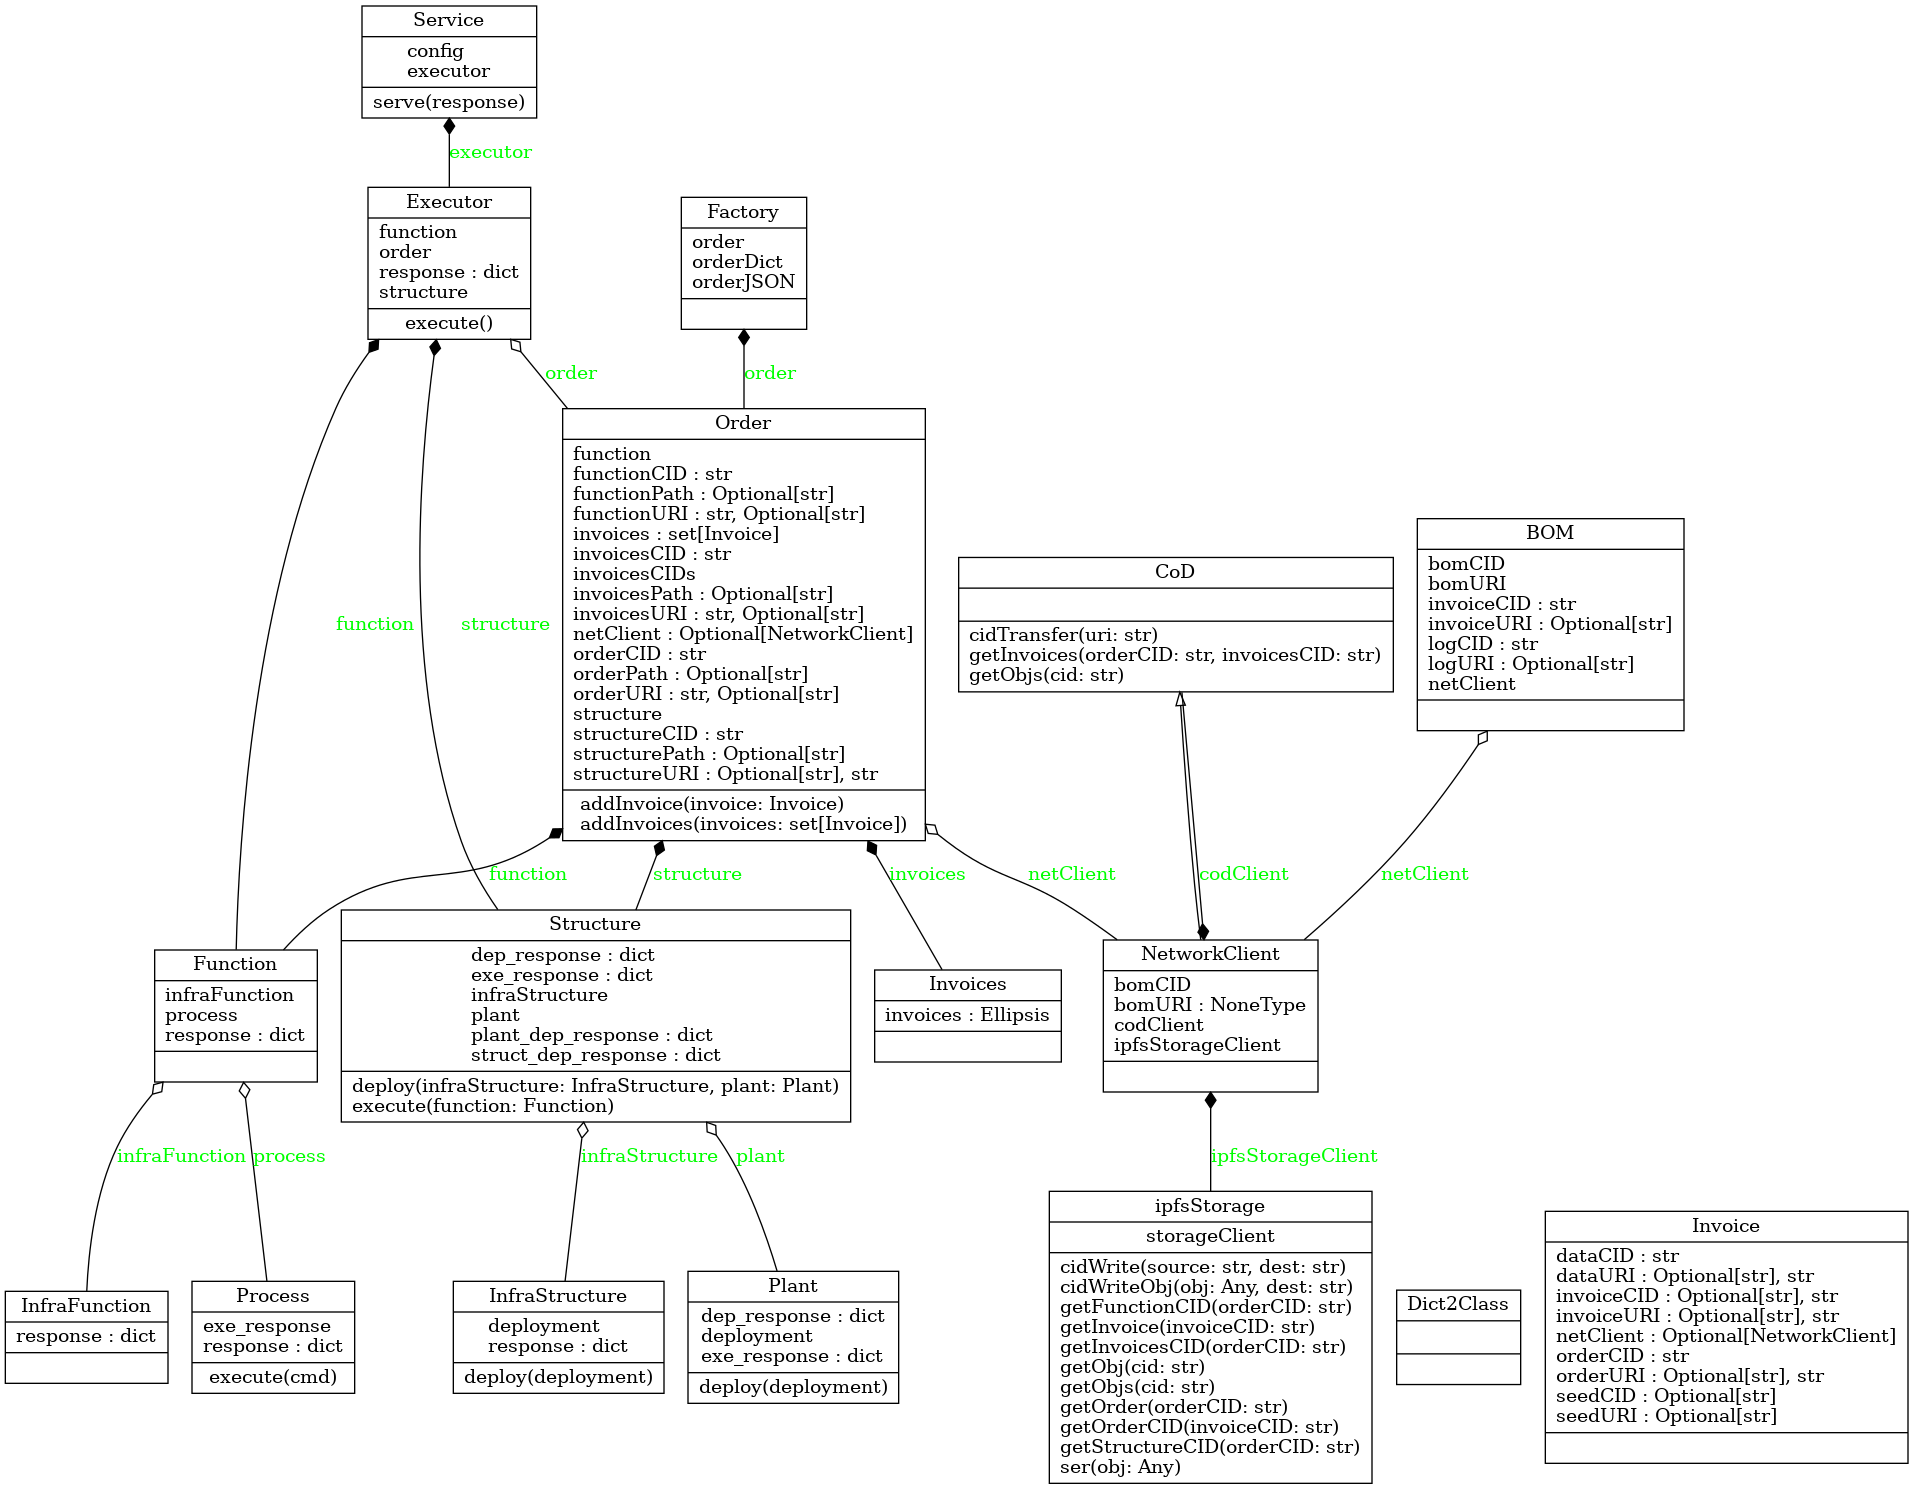 Service
config
executor
serve(response)
executor
Executor
function
order
response : dict
structure
execute()
Factory
order
orderDict
orderJSON
order
order
Order
function
functionCID : str
functionPath : Optional[str]
functionURI : str, Optional[str]
invoices : set[Invoice]
invoicesCID : str
invoicesCIDs
invoicesPath : Optional[str]
invoicesURI : str, Optional[str]
netClient : Optional[NetworkClient]
orderCID : str
orderPath : Optional[str]
orderURI : str, Optional[str]
structure
structureCID : str
structurePath : Optional[str]
structureURI : Optional[str], str
addInvoice(invoice: Invoice)
addInvoices(invoices: set[Invoice])
CoD
cidTransfer(uri: str)
getInvoices(orderCID: str, invoicesCID: str)
getObjs(cid: str)
BOM
bomCID
bomURI
invoiceCID : str
invoiceURI : Optional[str]
logCID : str
logURI : Optional[str]
netClient
function
structure
function
structure
invoices
netClient
codClient
netClient
Function
infraFunction
process
response : dict
Structure
dep_response : dict
exe_response : dict
infraStructure
plant
plant_dep_response : dict
struct_dep_response : dict
deploy(infraStructure: InfraStructure, plant: Plant)
execute(function: Function)
Invoices
invoices : Ellipsis
NetworkClient
bomCID
bomURI : NoneType
codClient
ipfsStorageClient
infraFunction
process
infraStructure
plant
ipfsStorageClient
InfraFunction
response : dict
Process
exe_response
response : dict
execute(cmd)
InfraStructure
deployment
response : dict
deploy(deployment)
Plant
dep_response : dict
deployment
exe_response : dict
deploy(deployment)
ipfsStorage
storageClient
cidWrite(source: str, dest: str)
cidWriteObj(obj: Any, dest: str)
getFunctionCID(orderCID: str)
getInvoice(invoiceCID: str)
getInvoicesCID(orderCID: str)
getObj(cid: str)
getObjs(cid: str)
getOrder(orderCID: str)
getOrderCID(invoiceCID: str)
getStructureCID(orderCID: str)
ser(obj: Any)
Dict2Class
Invoice
dataCID : str
dataURI : Optional[str], str
invoiceCID : Optional[str], str
invoiceURI : Optional[str], str
netClient : Optional[NetworkClient]
orderCID : str
orderURI : Optional[str], str
seedCID : Optional[str]
seedURI : Optional[str]